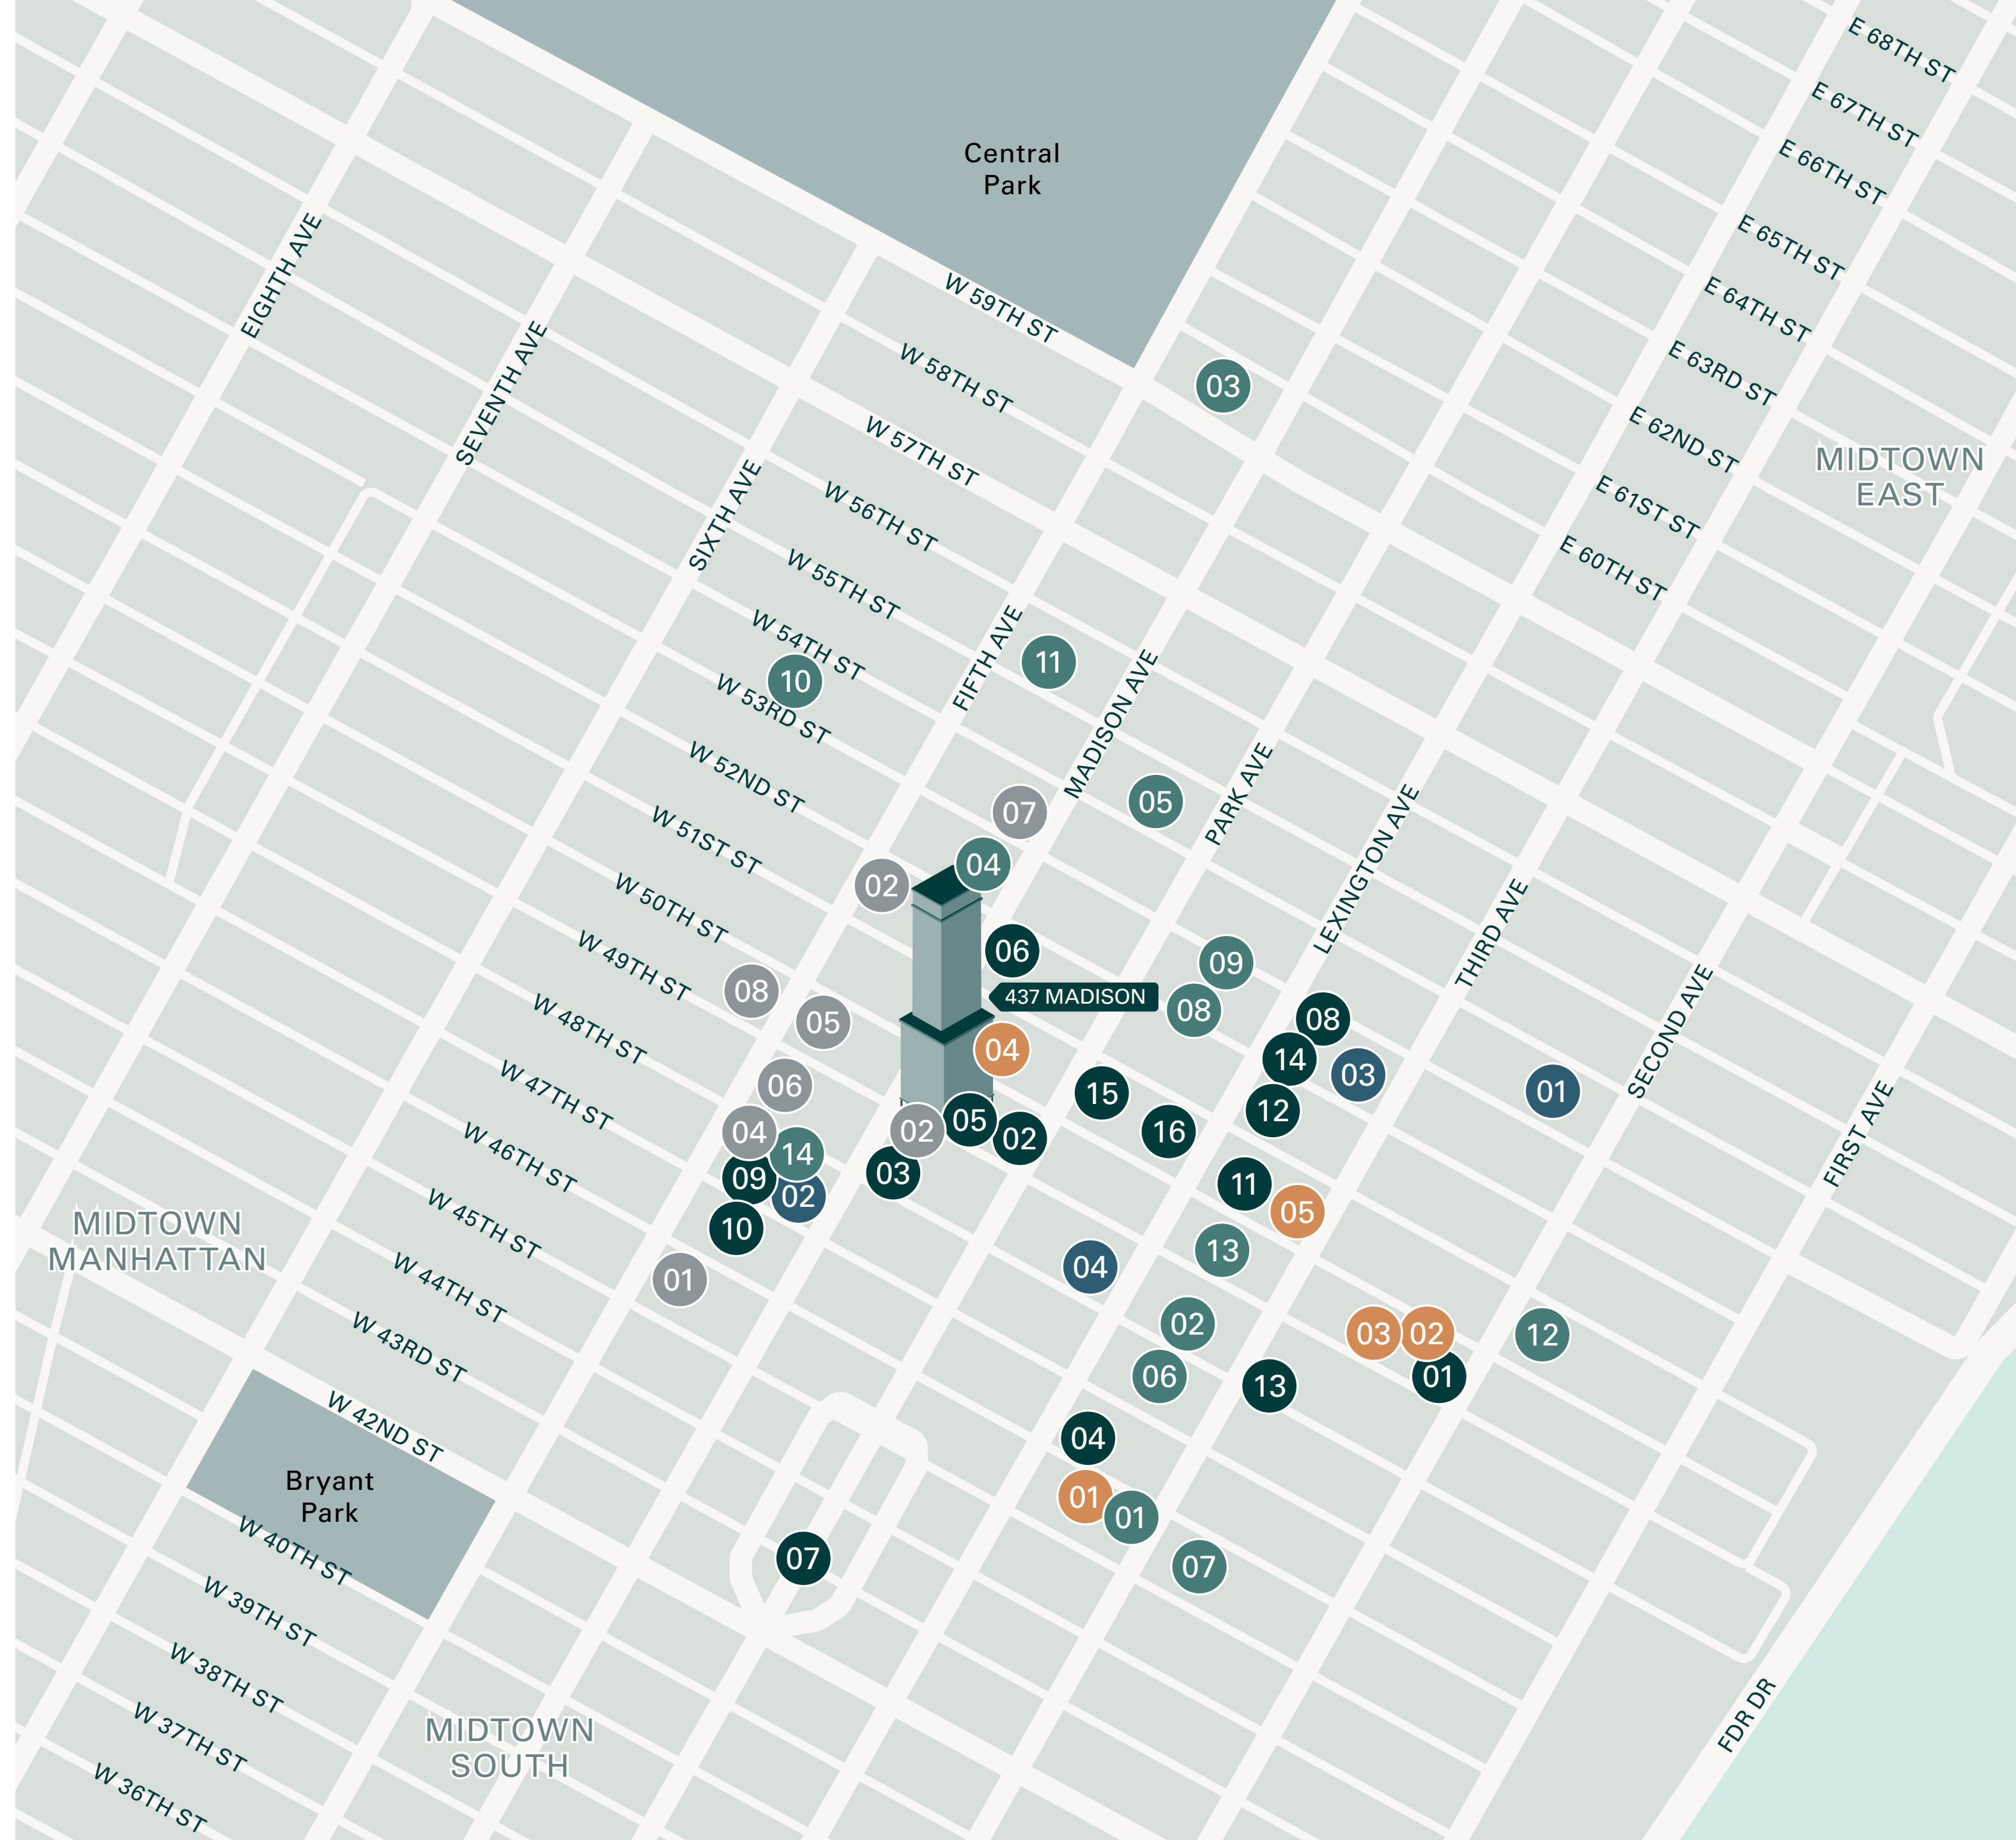 E 68TH ST
E 67TH ST
E 66TH ST
E 65TH ST
E 64TH ST
E 63RD ST
E 62ND ST
E 61ST ST
E 60TH ST
Central
Park
MIDTOWN
EAST
EIGHTH AVE
SEVENTH AVE
SIXTH AVE
FIFTH AVE
MADISON AVE
PARK AVE
LEXINGTON AVE
THIRD AVE
SECOND AVE
FIRST AVE
FDR DR
W 59TH ST
W 58TH ST
W 57TH ST
W 56TH ST
W 55TH ST
W 54TH ST
W 53RD ST
W 52ND ST
W 51ST ST
W 50TH ST
W 49TH ST
W 48TH ST
W 47TH ST
W 46TH ST
W 45TH ST
W 44TH ST
W 43RD ST
W 42ND ST
Bryant
Park
W 40TH ST
W 39TH ST
W 38TH ST
W 37TH ST
W 36TH ST
MIDTOWN
MANHATTAN
MIDTOWN
SOUTH
437 MADISON
03
11
10
05
07
04
02
06
09
08
08
08
05
04
14
03
01
06
15
12
05
02
16
04
02
14
09
03
02
11
05
10
13
04
01
02
03
02
12
06
13
01
04
01
01
07
07